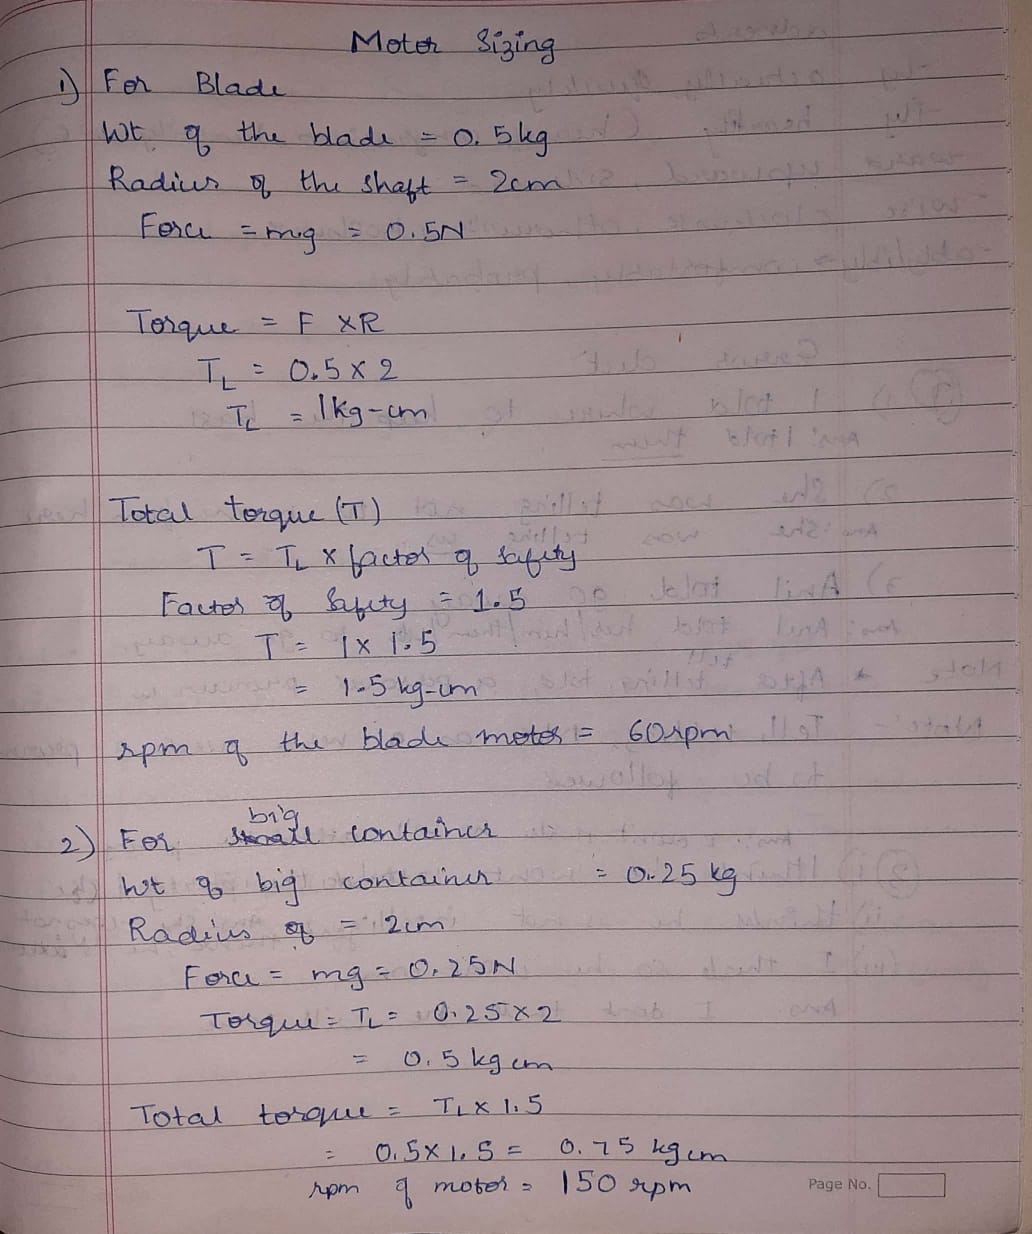 Motor Sizing
1) For Blade
Wt. of the blade = 0.5kg
Radius of the shaft = 2cm
Force = mg = 0.5N
Torque = F × R
TL = 0.5 × 2
TL = 1kg-cm
Total torque (T)
T = TL × factor of safety
Factor of Safety = 1.5
T = 1 × 1.5
= 1.5 kg-cm
rpm of the blade motor = 60rpm
big
2) For small container
Wt of big container = 0.25 kg
Radius of = 2cm
Force = mg = 0.25N
Torque = TL = 0.25 × 2
= 0.5 kg cm
Total torque = TL × 1.5
= 0.5 × 1.5 = 0.75 kg cm
rpm of motor = 150 rpm
Page No.